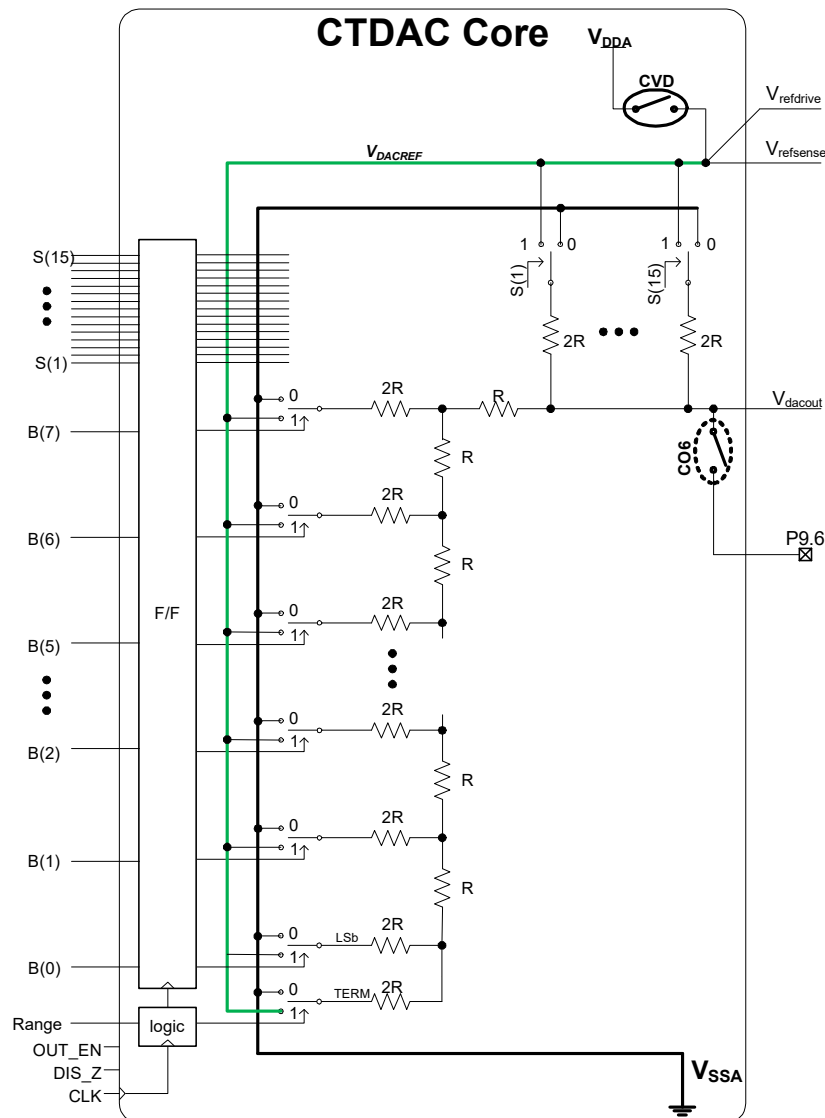 CTDAC Core
VDDA
CVD
Vrefdrive
VDACREF
Vrefsense
1 0
1 0
S(1)
S(15)
2R
2R
S(15)
S(1)
0
2R
R
Vdacout
1
B(7)
R
CO6
0
2R
1
B(6)
P9.6
R
F/F
0
2R
1
B(5)
0
2R
1
B(2)
R
0
2R
1
B(1)
R
0
LSb
2R
1
B(0)
0
TERM
2R
1
Range
logic
OUT_EN
DIS_Z
CLK
VSSA